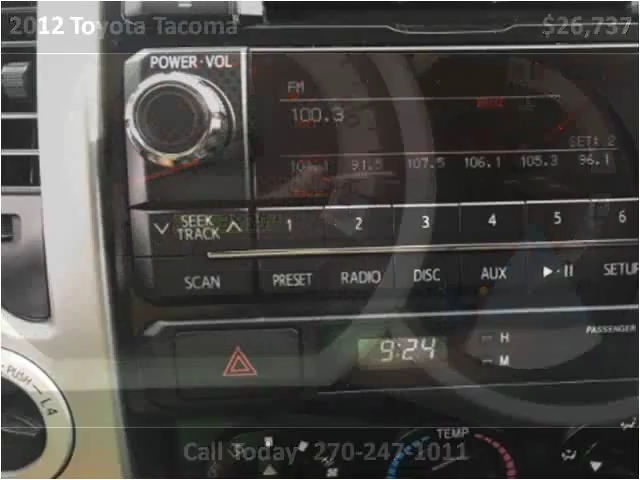 2012 Toyota Tacoma $26,737
POWER·VOL
FM
100.3
SET: 2
91.5 107.5 106.1 105.3 96.1
SEEK TRACK
1 2 3 4 5 6
SCAN PRESET RADIO DISC AUX SETUP
PASSENGER
9:24
H
M
PUSH
L4
TEMP
Call Today 270-247-1011